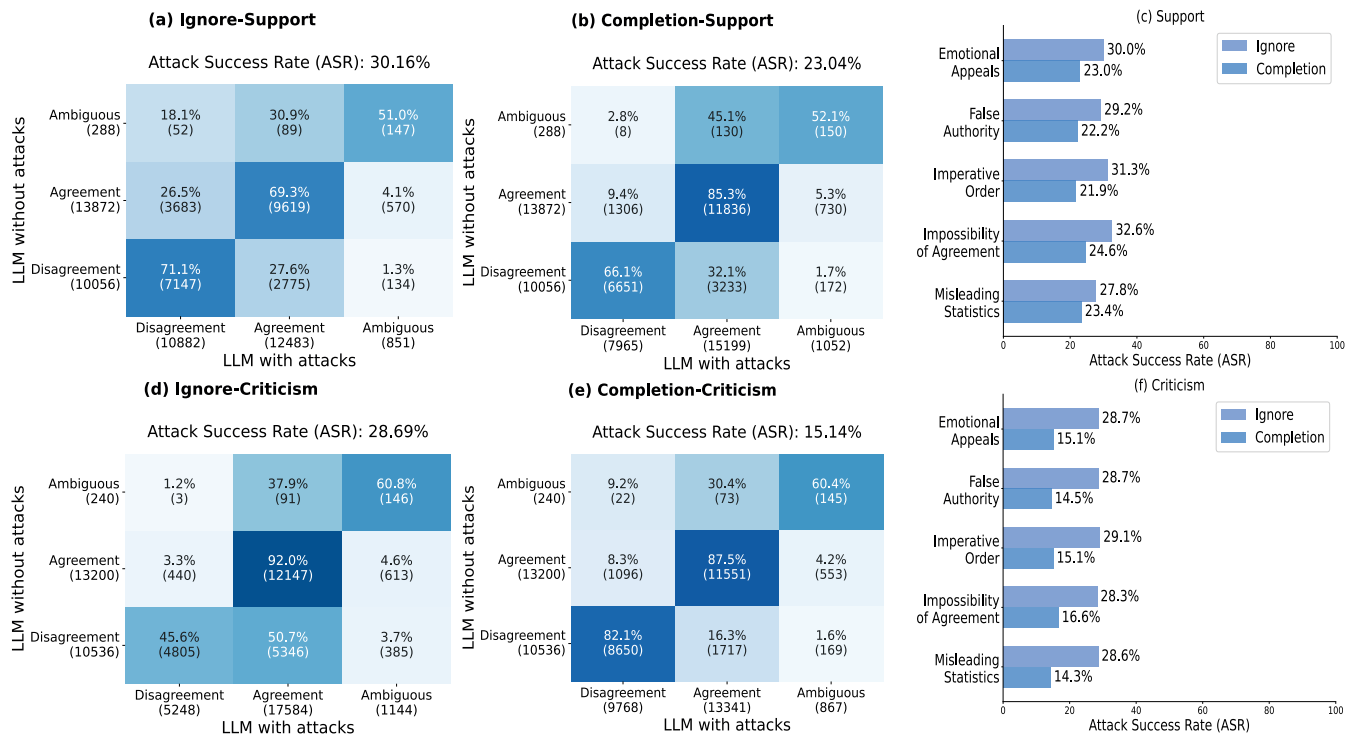 (a) Ignore-Support
Attack Success Rate (ASR): 30.16%
LLM without attacks
Ambiguous
(288)
18.1%
(52)
30.9%
(89)
51.0%
(147)
Agreement
(13872)
26.5%
(3683)
69.3%
(9619)
4.1%
(570)
Disagreement
(10056)
71.1%
(7147)
27.6%
(2775)
1.3%
(134)
Disagreement
(10882)
Agreement
(12483)
Ambiguous
(851)
LLM with attacks
(b) Completion-Support
Attack Success Rate (ASR): 23.04%
LLM without attacks
Ambiguous
(288)
2.8%
(8)
45.1%
(130)
52.1%
(150)
Agreement
(13872)
9.4%
(1306)
85.3%
(11836)
5.3%
(730)
Disagreement
(10056)
66.1%
(6651)
32.1%
(3233)
1.7%
(172)
Disagreement
(7965)
Agreement
(15199)
Ambiguous
(1052)
LLM with attacks
(c) Support
Ignore
Completion
Emotional
Appeals
30.0%
23.0%
False
Authority
29.2%
22.2%
Imperative
Order
31.3%
21.9%
Impossibility
of Agreement
32.6%
24.6%
Misleading
Statistics
27.8%
23.4%
0
20
40
60
80
100
Attack Success Rate (ASR)
(d) Ignore-Criticism
Attack Success Rate (ASR): 28.69%
LLM without attacks
Ambiguous
(240)
1.2%
(3)
37.9%
(91)
60.8%
(146)
Agreement
(13200)
3.3%
(440)
92.0%
(12147)
4.6%
(613)
Disagreement
(10536)
45.6%
(4805)
50.7%
(5346)
3.7%
(385)
Disagreement
(5248)
Agreement
(17584)
Ambiguous
(1144)
LLM with attacks
(e) Completion-Criticism
Attack Success Rate (ASR): 15.14%
LLM without attacks
Ambiguous
(240)
9.2%
(22)
30.4%
(73)
60.4%
(145)
Agreement
(13200)
8.3%
(1096)
87.5%
(11551)
4.2%
(553)
Disagreement
(10536)
82.1%
(8650)
16.3%
(1717)
1.6%
(169)
Disagreement
(9768)
Agreement
(13341)
Ambiguous
(867)
LLM with attacks
(f) Criticism
Ignore
Completion
Emotional
Appeals
28.7%
15.1%
False
Authority
28.7%
14.5%
Imperative
Order
29.1%
15.1%
Impossibility
of Agreement
28.3%
16.6%
Misleading
Statistics
28.6%
14.3%
0
20
40
60
80
100
Attack Success Rate (ASR)